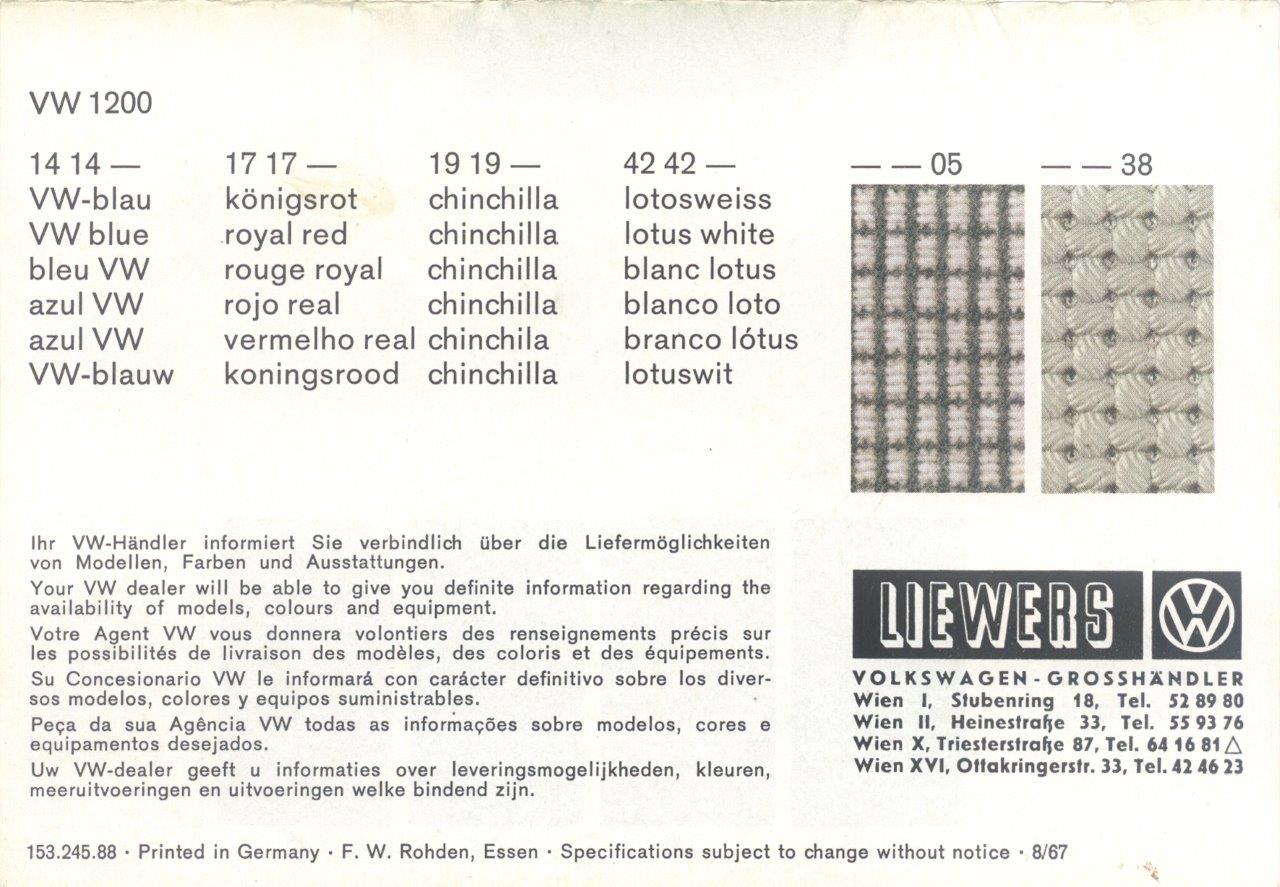 VW 1200
14 14 — 17 17 — 19 19 — 42 42 — — — 05 — — 38
VW-blau königsrot chinchilla lotosweiss
VW blue royal red chinchilla lotus white
bleu VW rouge royal chinchilla blanc lotus
azul VW rojo real chinchilla blanco loto
azul VW vermelho real chinchila branco lótus
VW-blauw koningsrood chinchilla lotuswit
Ihr VW-Händler informiert Sie verbindlich über die Liefermöglichkeiten
von Modellen, Farben und Ausstattungen.
Your VW dealer will be able to give you definite information regarding the
availability of models, colours and equipment.
Votre Agent VW vous donnera volontiers des renseignements précis sur
les possibilités de livraison des modèles, des coloris et des équipements.
Su Concesionario VW le informará con carácter definitivo sobre los diver-
sos modelos, colores y equipos suministrables.
Peça da sua Agência VW todas as informações sobre modelos, cores e
equipamentos desejados.
Uw VW-dealer geeft u informaties over leveringsmogelijkheden, kleuren,
meeruitvoeringen en uitvoeringen welke bindend zijn.
LIEWERS VW
VOLKSWAGEN - GROSSHÄNDLER
Wien I, Stubenring 18, Tel. 52 89 80
Wien II, Heinestraße 33, Tel. 55 93 76
Wien X, Triesterstraße 87, Tel. 64 16 81 △
Wien XVI, Ottakringerstr. 33, Tel. 42 46 23
153.245.88 · Printed in Germany · F. W. Rohden, Essen · Specifications subject to change without notice · 8/67